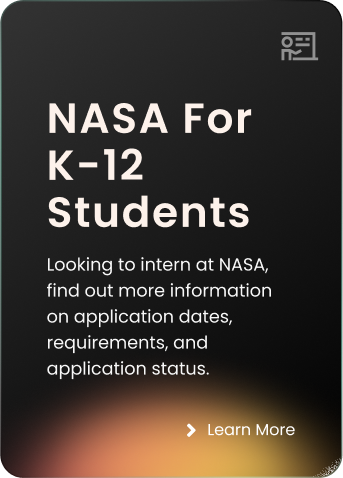 NASA For
K-12
Students
Looking to intern at NASA,
find out more information
on application dates,
requirements, and
application status.
Learn More